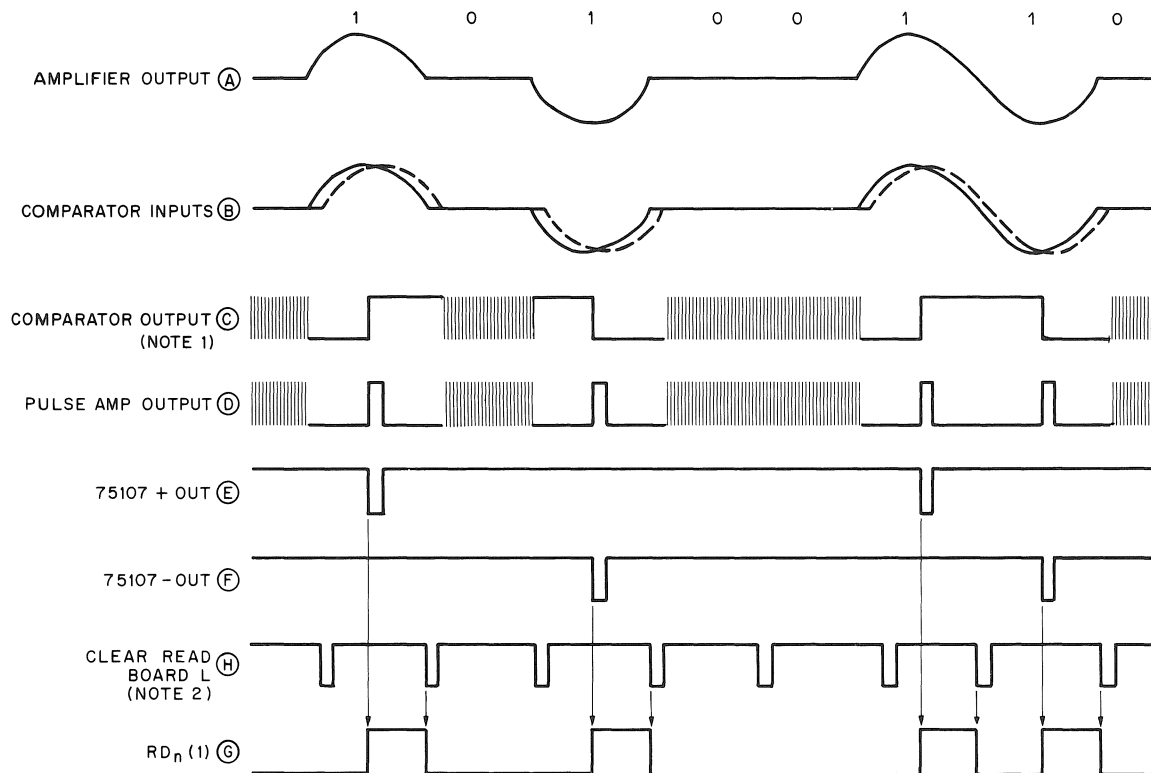 1 0 1 0 0 1 1 0
AMPLIFIER OUTPUT Ⓐ
COMPARATOR INPUTS Ⓑ
COMPARATOR OUTPUT Ⓒ
(NOTE 1)
PULSE AMP OUTPUT Ⓓ
75107 + OUT Ⓔ
75107 – OUT Ⓕ
CLEAR READ Ⓗ
BOARD L
(NOTE 2)
RDn (1) Ⓖ